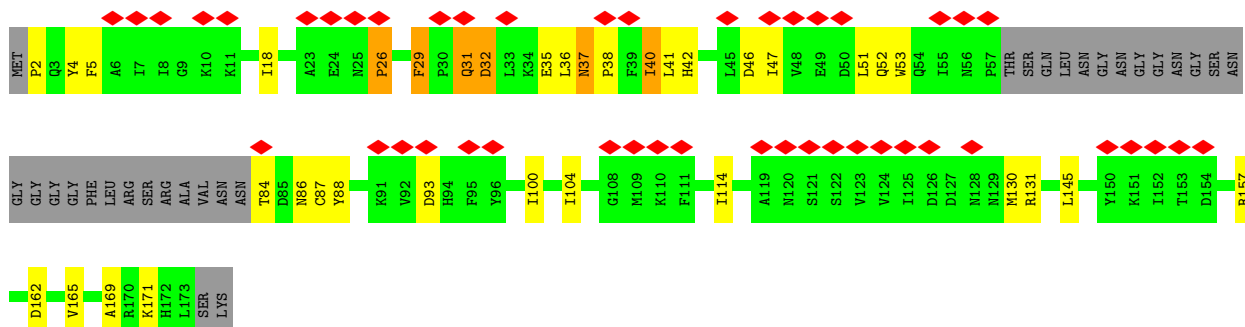 MET P2 Q3 Y4 F5 A6 I7 I8 G9 K10 K11 I18 A23 E24 N25 P26 F29 P30 Q31 D32 L33 K34 E35 L36 N37 P38 F39 I40 L41 H42 L45 D46 I47 V48 E49 D50 L51 Q52 W53 Q54 I55 N56 P57 THR SER GLN LEU ASN GLY ASN GLY GLY ASN GLY SER ASN
GLY GLY GLY GLY PHE LEU ARG SER ARG ALA VAL ASN ASN T84 D85 N86 C87 Y88 K91 V92 D93 H94 F95 Y96 I100 I104 G108 M109 K110 F111 I114 A119 N120 S121 S122 V123 V124 I125 D126 D127 N128 N129 M130 R131 L145 Y150 K151 I152 T153 D154 R157
D162 V165 A169 R170 K171 H172 L173 SER LYS